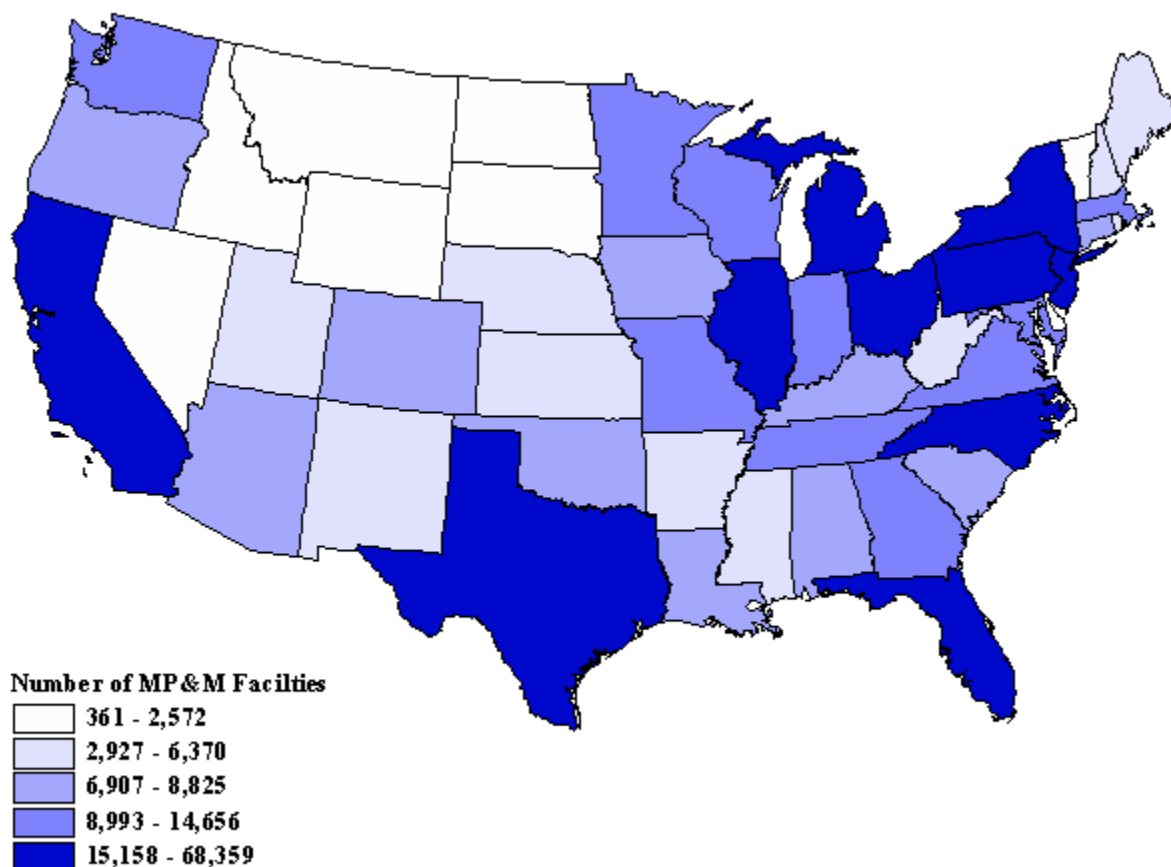 Number of MP&M Facilties
361 - 2,572
2,927 - 6,370
6,907 - 8,825
8,993 - 14,656
15,158 - 68,359